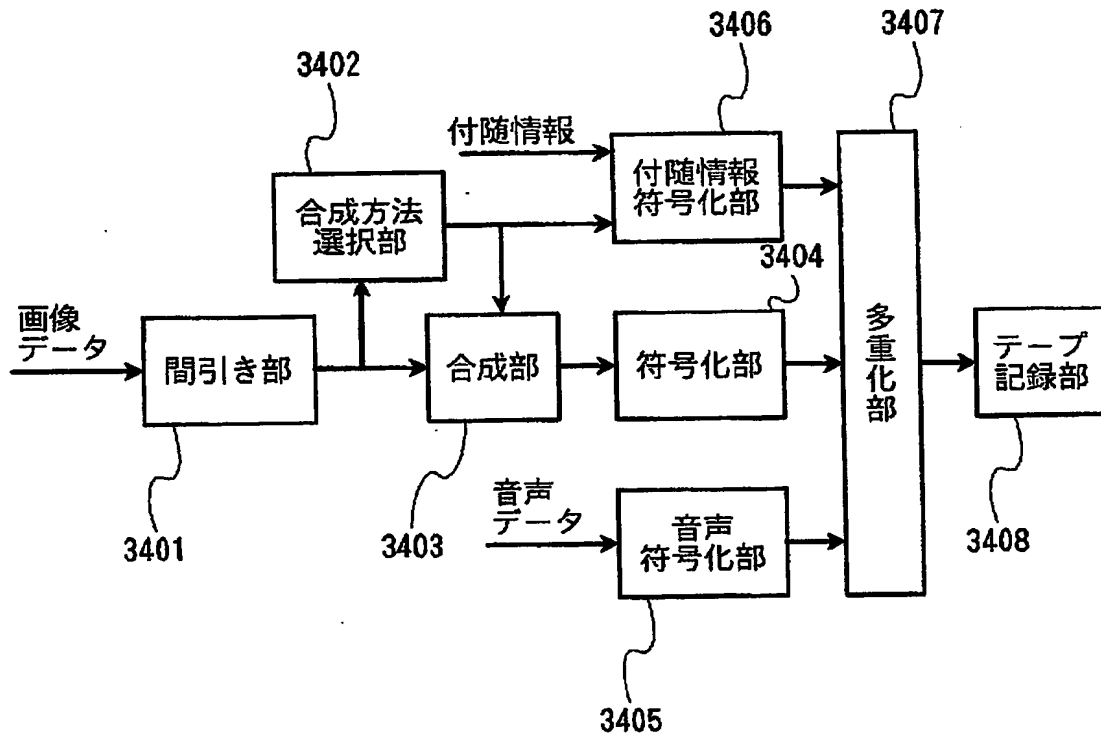 3407
3406
3402
付随情報
付随情報
符号化部
合成方法
選択部
3404
画像
データ
間引き部
合成部
符号化部
多重化部
テープ
記録部
音声
データ
音声
符号化部
3401
3403
3408
3405